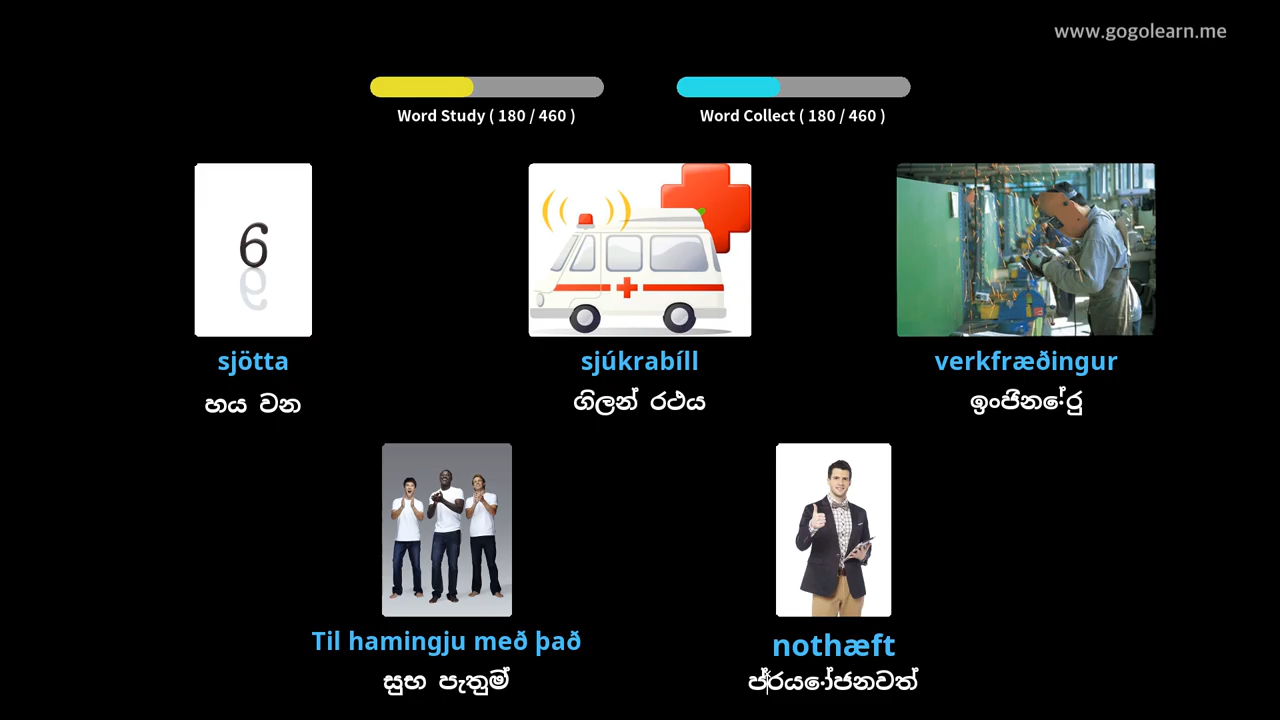 www.gogolearn.me
Word Study ( 180 / 460 )
Word Collect ( 180 / 460 )
6
sjötta
හය වන
sjúkrabíll
ගිලන් රථය
verkfræðingur
ඉංජිනේරු
Til hamingju með það
සුභ පැතුම්
nothæft
ප්‍රයෝජනවත්